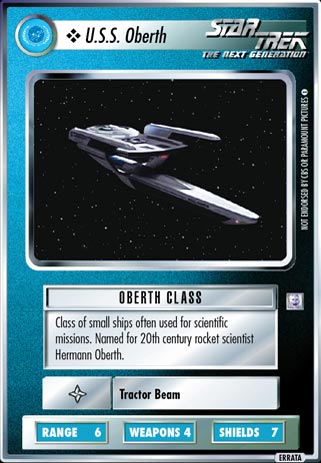 ❖ U.S.S. Oberth
STAR TREK
THE NEXT GENERATION
NOT ENDORSED BY CBS OR PARAMOUNT PICTURES
OBERTH CLASS
Class of small ships often used for scientific
missions. Named for 20th century rocket scientist
Hermann Oberth.
Tractor Beam
RANGE 6
WEAPONS 4
SHIELDS 7
ERRATA